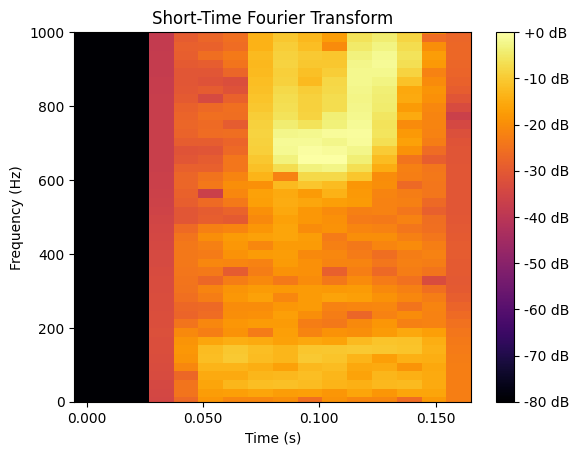 Short-Time Fourier Transform
1000
800
600
400
200
0
Frequency (Hz)
0.000
0.050
0.100
0.150
Time (s)
+0 dB
-10 dB
-20 dB
-30 dB
-40 dB
-50 dB
-60 dB
-70 dB
-80 dB